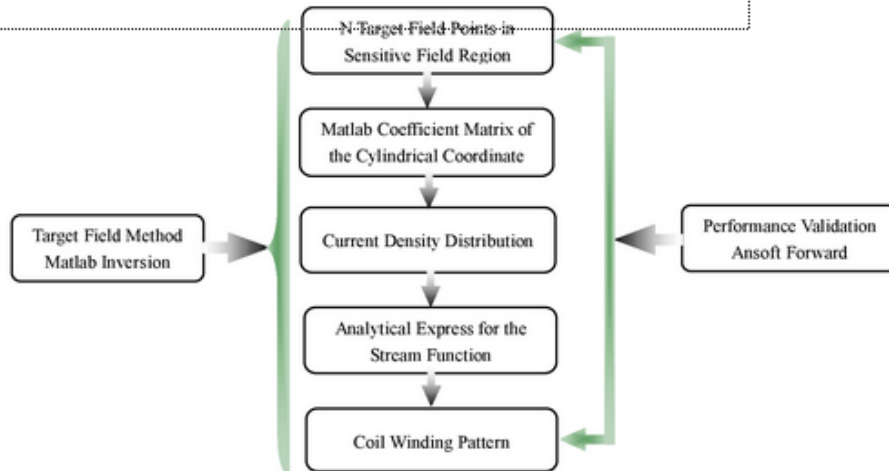 N Target Field Points in
Sensitive Field Region
Matlab Coefficient Matrix of
the Cylindrical Coordinate
Current Density Distribution
Target Field Method
Matlab Inversion
Performance Validation
Ansoft Forward
Analytical Express for the
Stream Function
Coil Winding Pattern